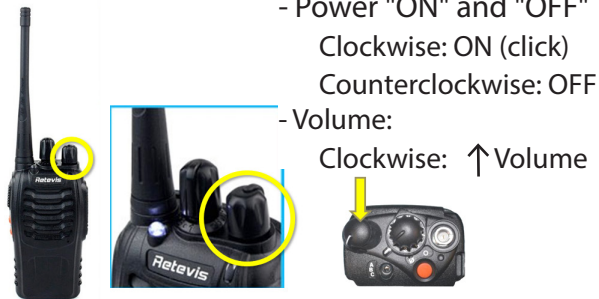 - Power "ON" and "OFF"
Clockwise: ON (click)
Counterclockwise: OFF
- Volume:
Clockwise: ↑ Volume
Retevis
Retevis
A
B
C